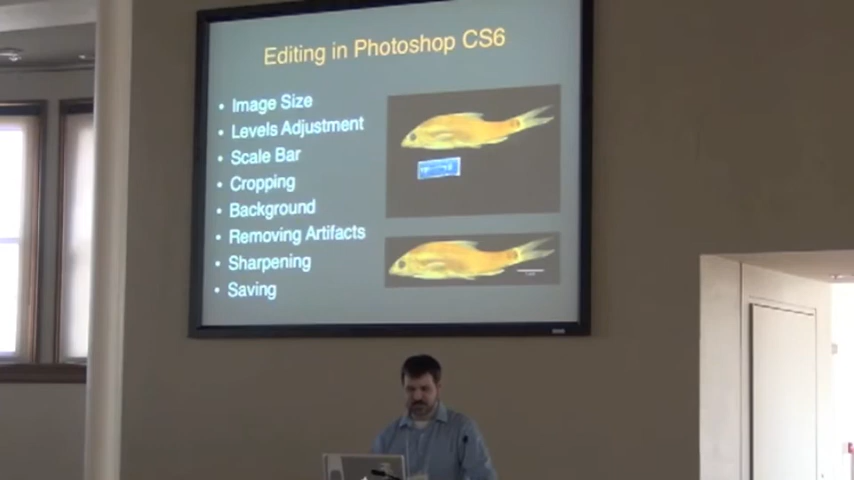 Editing in Photoshop CS6
• Image Size
• Levels Adjustment
• Scale Bar
• Cropping
• Background
• Removing Artifacts
• Sharpening
• Saving